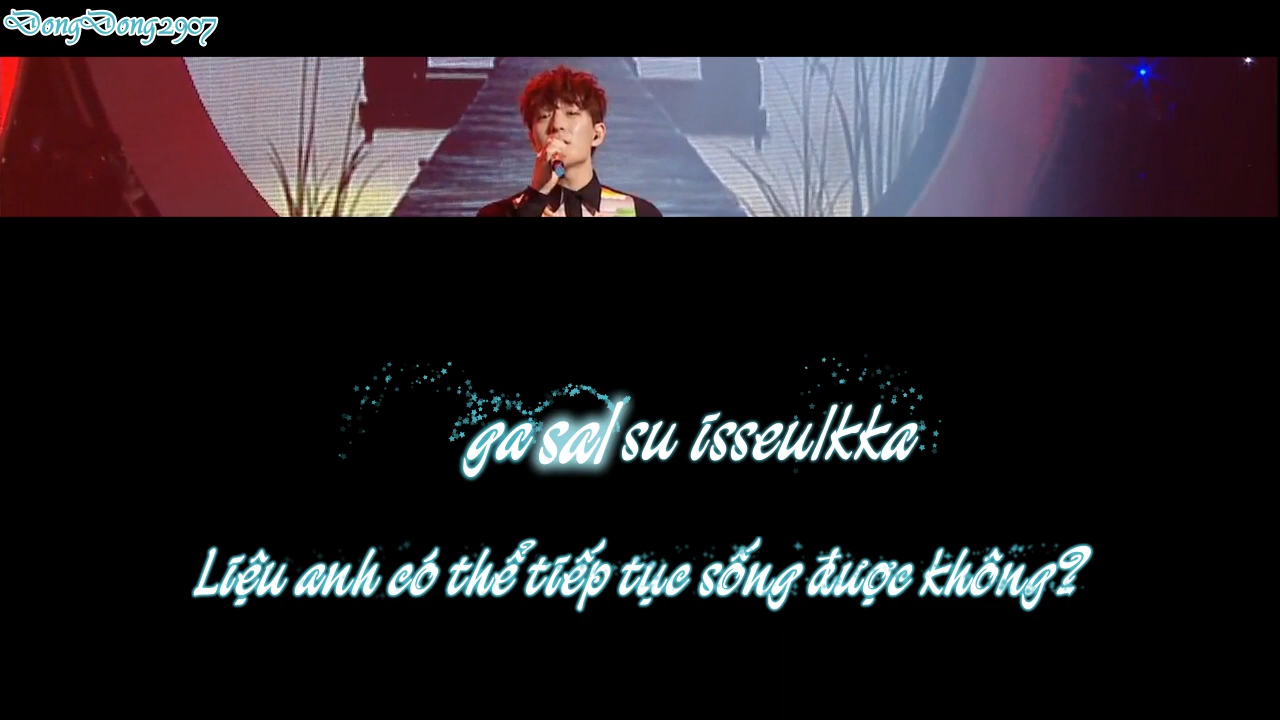 DongDong2907
ga sal su isseulkka
Liệu anh có thể tiếp tục sống được không?